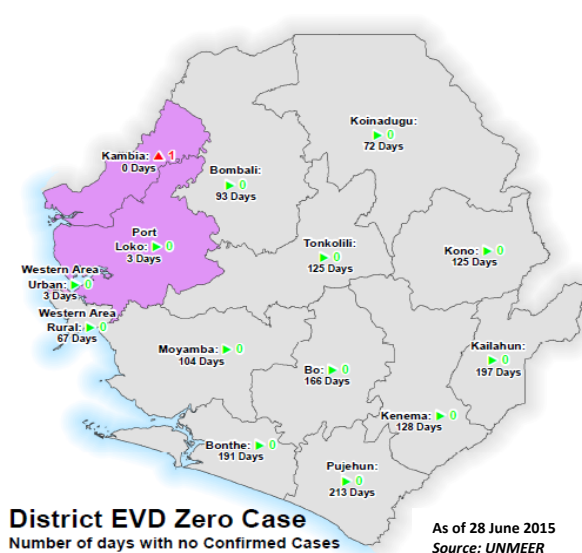 Koinadugu:
0
72 Days
Kambia: 1
0 Days
Bombali:
0
93 Days
Port
Loko: 0
3 Days
Tonkolili:
0
125 Days
Kono: 0
125 Days
Western Area
Urban: 0
3 Days
Western Area
Rural: 0
67 Days
Moyamba: 0
104 Days
Bo: 0
166 Days
Kailahun:
0
197 Days
Kenema: 0
128 Days
Bonthe: 0
191 Days
Pujehun:
0
213 Days
District EVD Zero Case
Number of days with no Confirmed Cases
As of 28 June 2015
Source: UNMEER